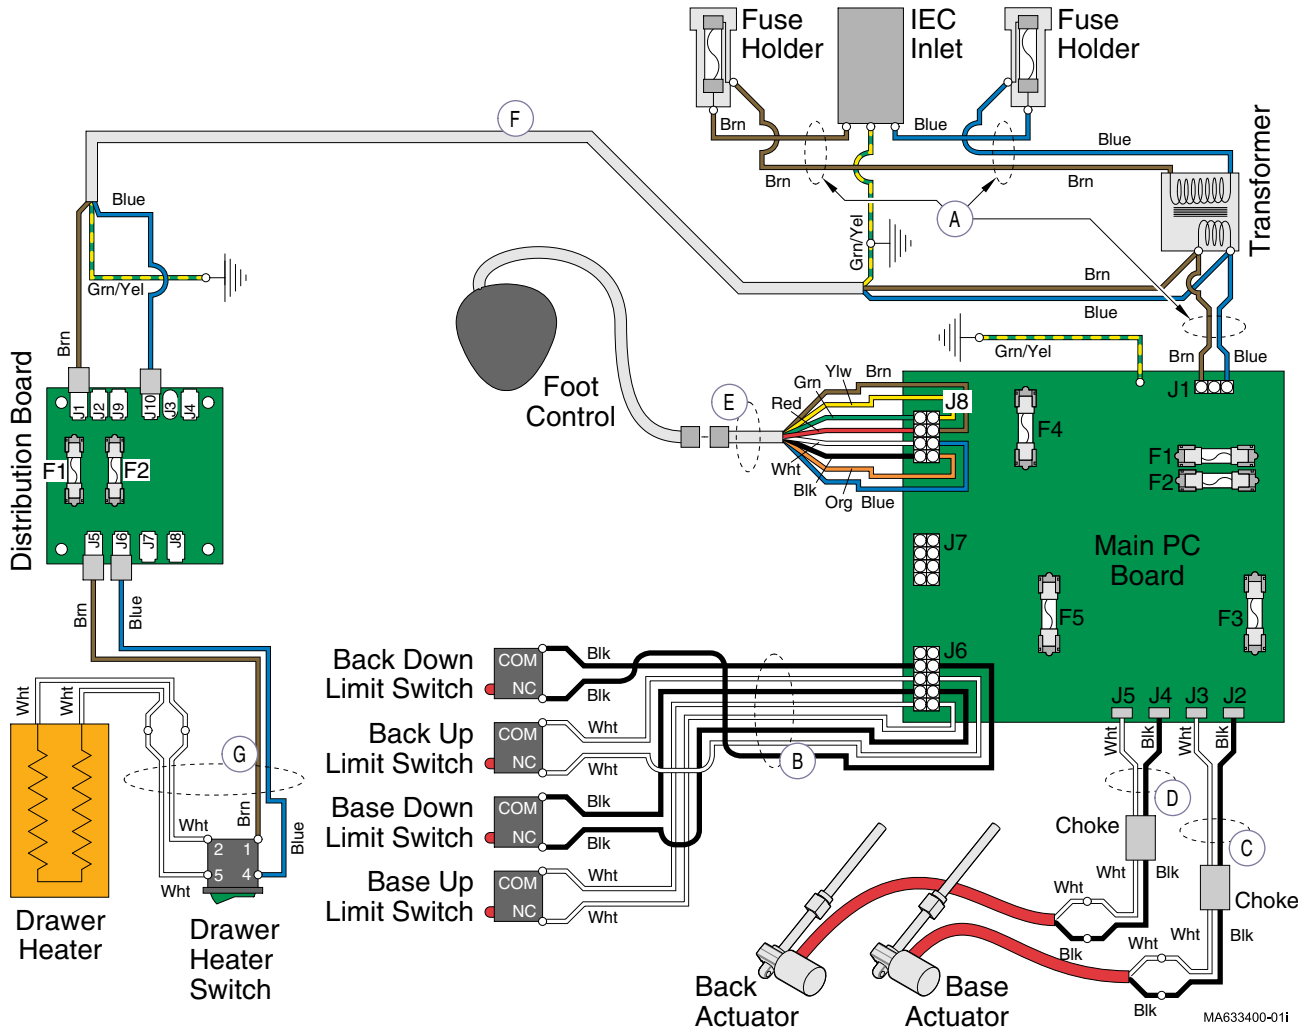 Fuse
Holder
IEC
Inlet
Fuse
Holder
Brn
Blue
Blue
Brn
Brn
Transformer
F
A
Blue
Grn/Yel
Grn/Yel
Brn
Blue
Brn
Distribution Board
J1
J2
J9
J10
J3
J4
F1
F2
J5
J6
J7
J8
Brn
Blue
Foot
Control
E
Grn
Ylw
Brn
Red
Wht
Blk
Org
Blue
Grn/Yel
Brn
Blue
J1
J8
F4
F1
F2
J7
Main PC
Board
F5
F3
J6
J5
J4
J3
J2
Wht
Blk
Wht
Blk
Back Down
Limit Switch
COM
NC
Blk
Blk
Back Up
Limit Switch
COM
NC
Wht
Wht
Base Down
Limit Switch
COM
NC
Blk
Blk
Base Up
Limit Switch
COM
NC
Wht
Wht
B
D
C
Choke
Choke
Wht
Blk
Wht
Blk
Wht
Blk
Wht
Blk
Wht
Wht
G
Brn
Blue
Wht
Wht
2
1
5
4
Drawer
Heater
Drawer
Heater
Switch
Back
Actuator
Base
Actuator
MA633400-01i